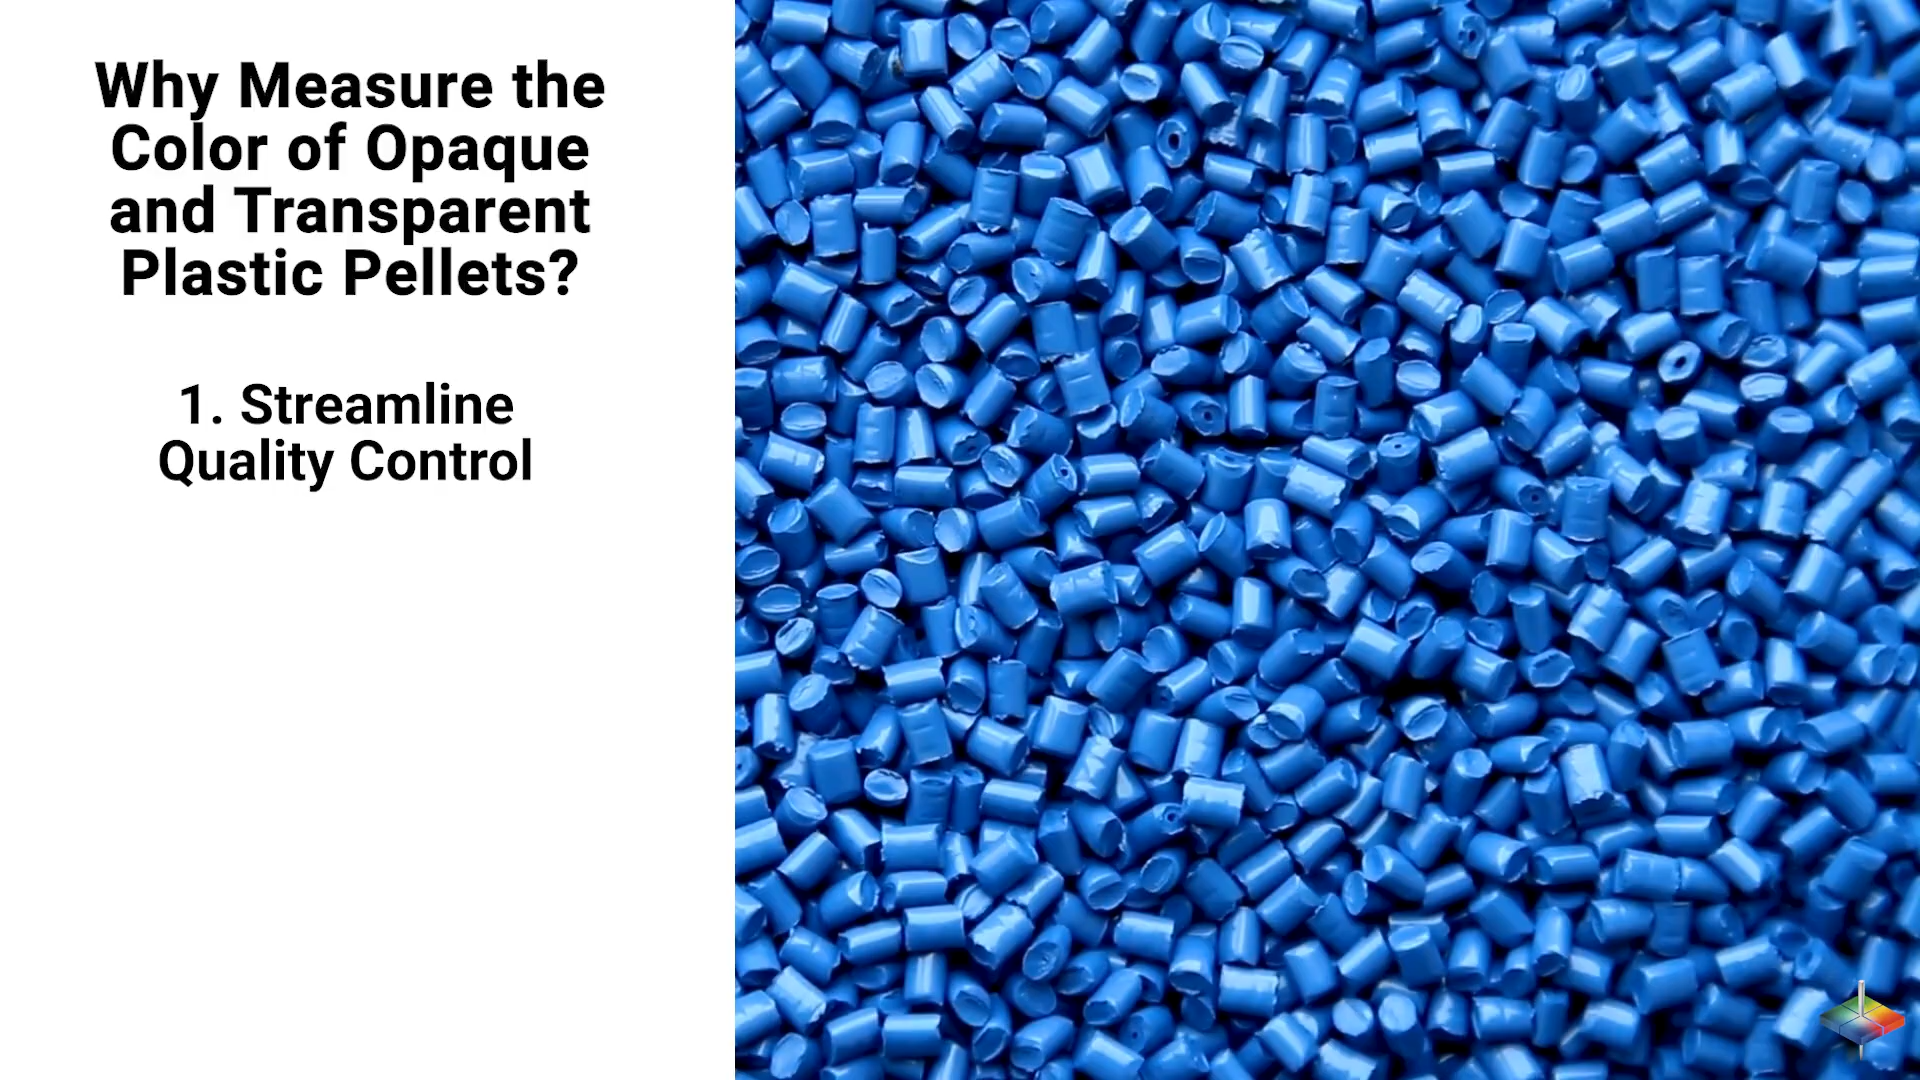 Why Measure the
Color of Opaque
and Transparent
Plastic Pellets?
1. Streamline
Quality Control